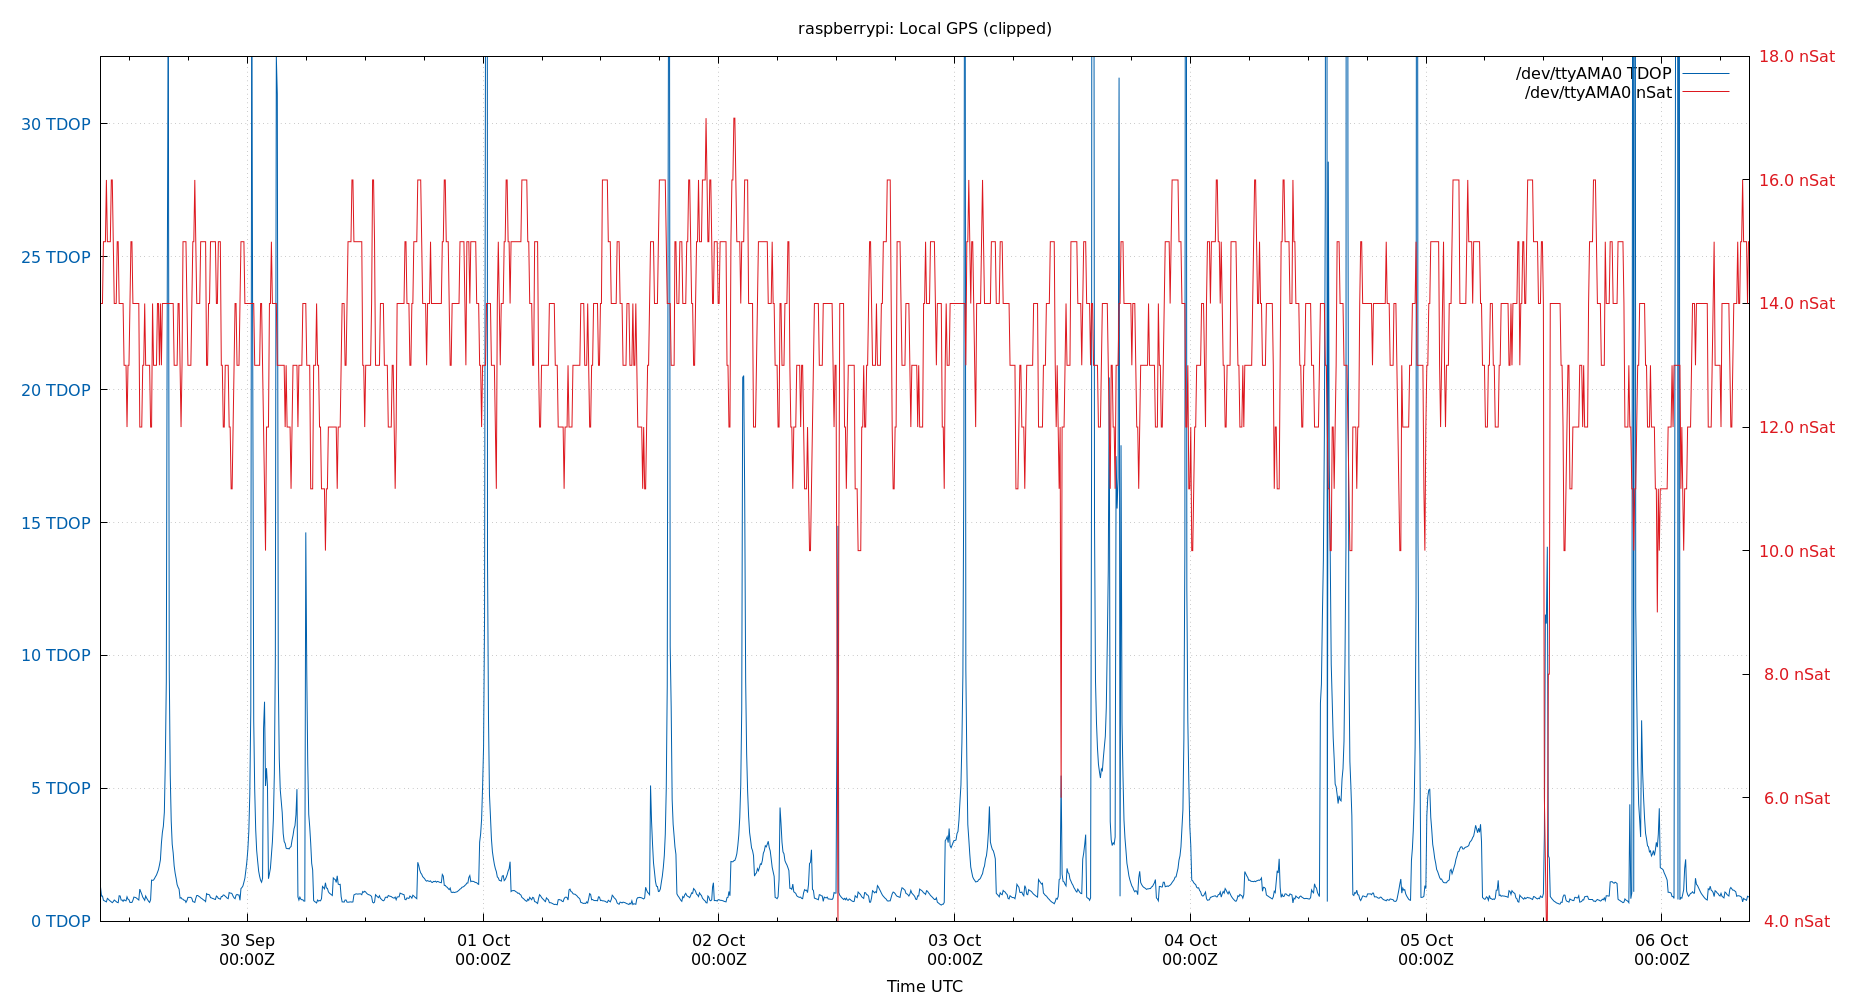 raspberrypi: Local GPS (clipped)
18.0 nSat
/dev/ttyAMA0 TDOP
/dev/ttyAMA0 nSat
30 TDOP
16.0 nSat
25 TDOP
14.0 nSat
20 TDOP
12.0 nSat
15 TDOP
10.0 nSat
10 TDOP
8.0 nSat
5 TDOP
6.0 nSat
0 TDOP
4.0 nSat
30 Sep
00:00Z
01 Oct
00:00Z
02 Oct
00:00Z
03 Oct
00:00Z
04 Oct
00:00Z
05 Oct
00:00Z
06 Oct
00:00Z
Time UTC